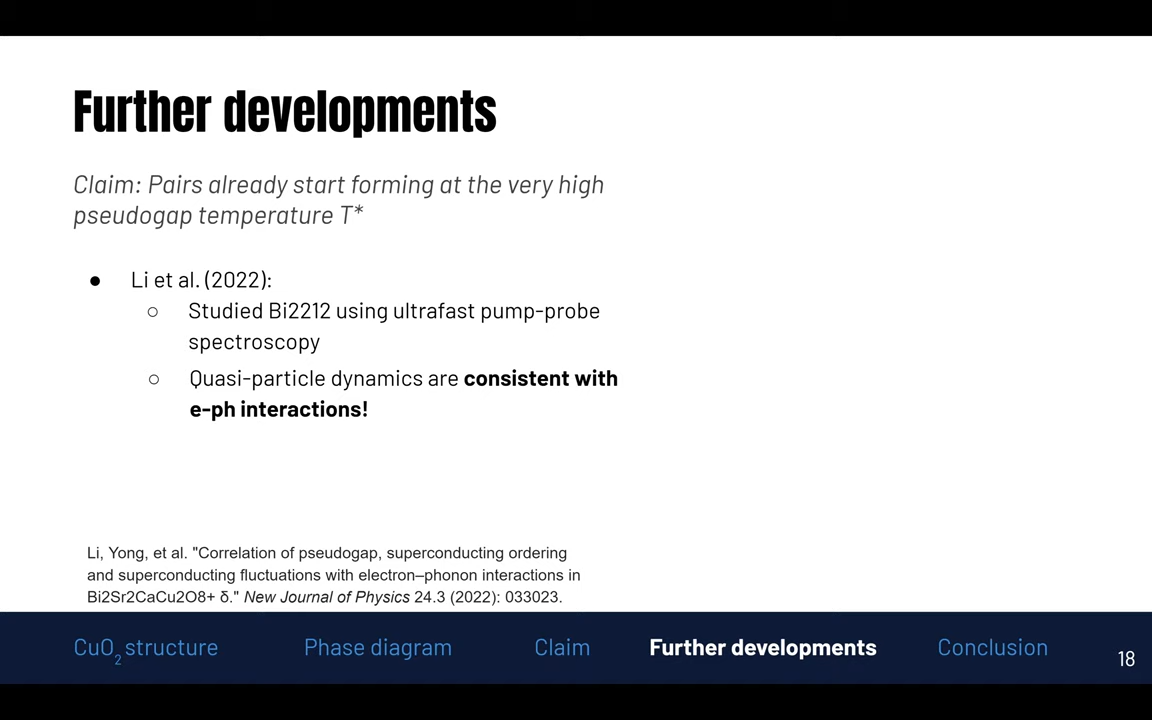 Further developments
Claim: Pairs already start forming at the very high
pseudogap temperature T*
● Li et al. (2022):
○ Studied Bi2212 using ultrafast pump-probe
spectroscopy
○ Quasi-particle dynamics are consistent with
e-ph interactions!
Li, Yong, et al. "Correlation of pseudogap, superconducting ordering
and superconducting fluctuations with electron–phonon interactions in
Bi2Sr2CaCu2O8+ δ." New Journal of Physics 24.3 (2022): 033023.
CuO2 structure Phase diagram Claim Further developments Conclusion 18